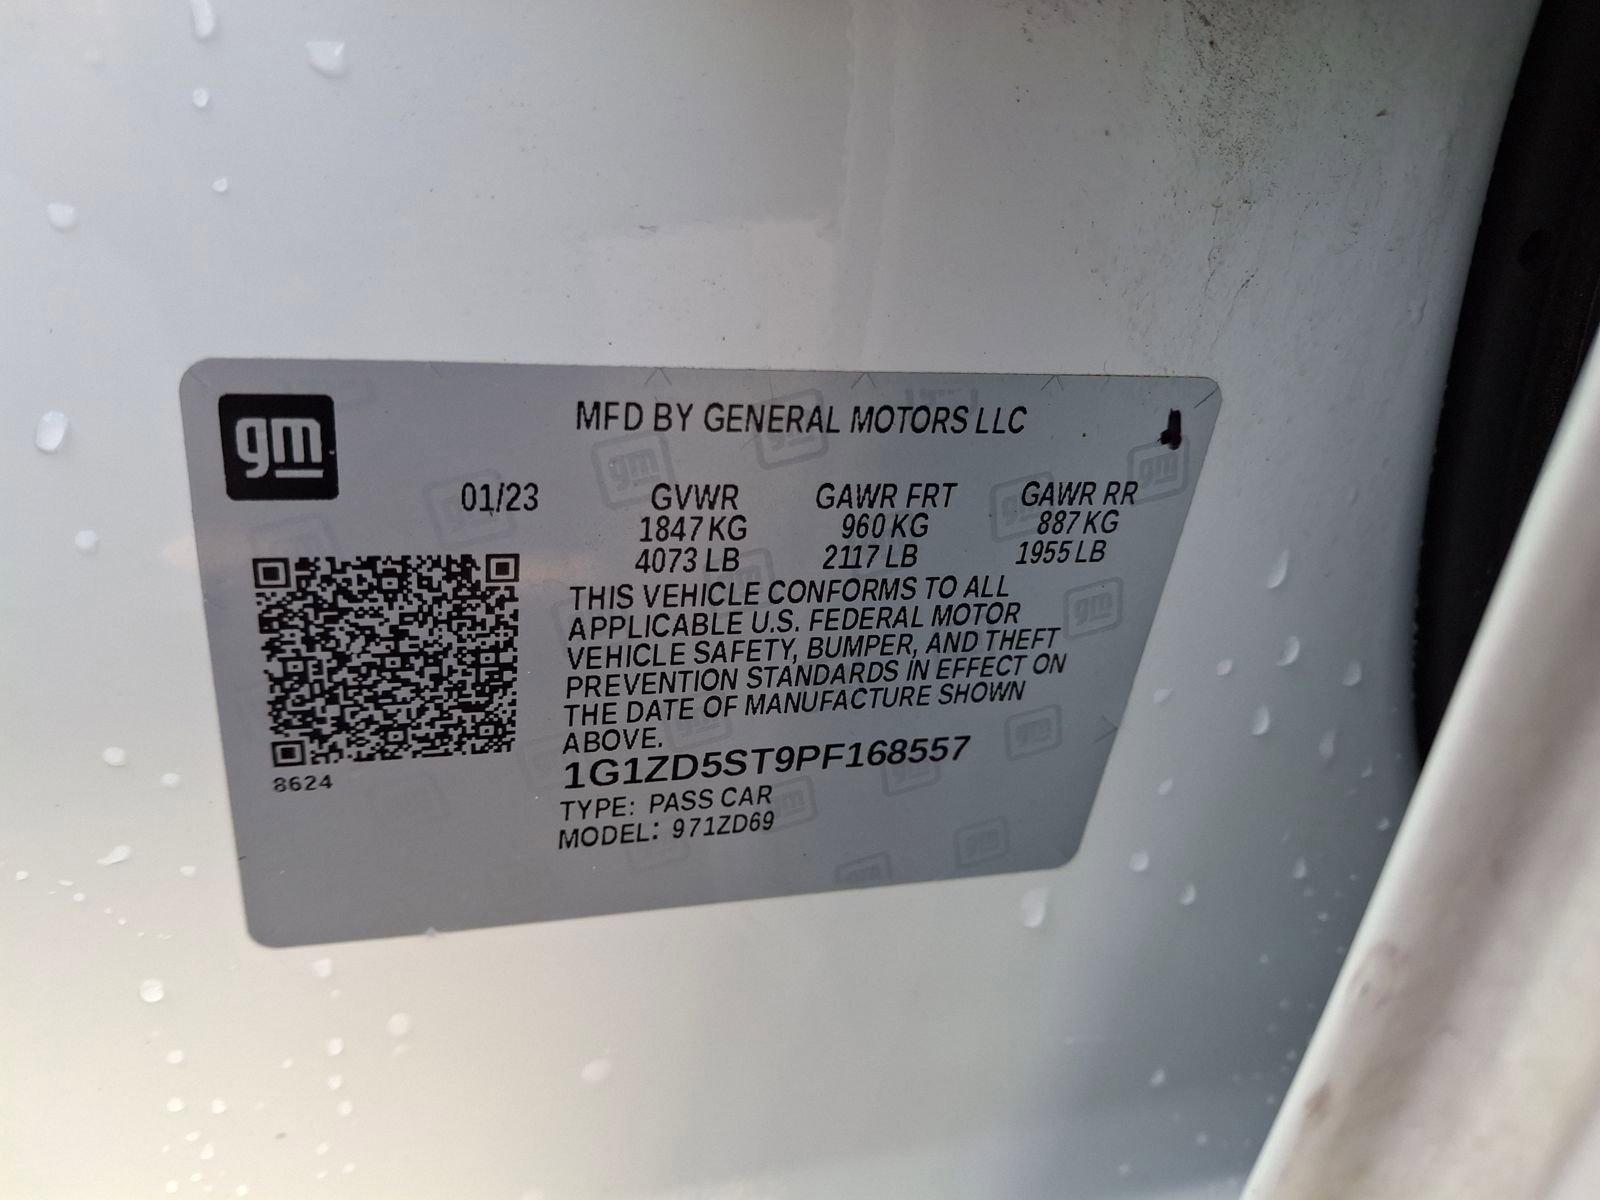 gm
MFD BY GENERAL MOTORS LLC
01/23 GVWR GAWR FRT GAWR RR
1847 KG 960 KG 887 KG
4073 LB 2117 LB 1955 LB
THIS VEHICLE CONFORMS TO ALL
APPLICABLE U.S. FEDERAL MOTOR
VEHICLE SAFETY, BUMPER, AND THEFT
PREVENTION STANDARDS IN EFFECT ON
THE DATE OF MANUFACTURE SHOWN
ABOVE.
8624
1G1ZD5ST9PF168557
TYPE: PASS CAR
MODEL: 971ZD69